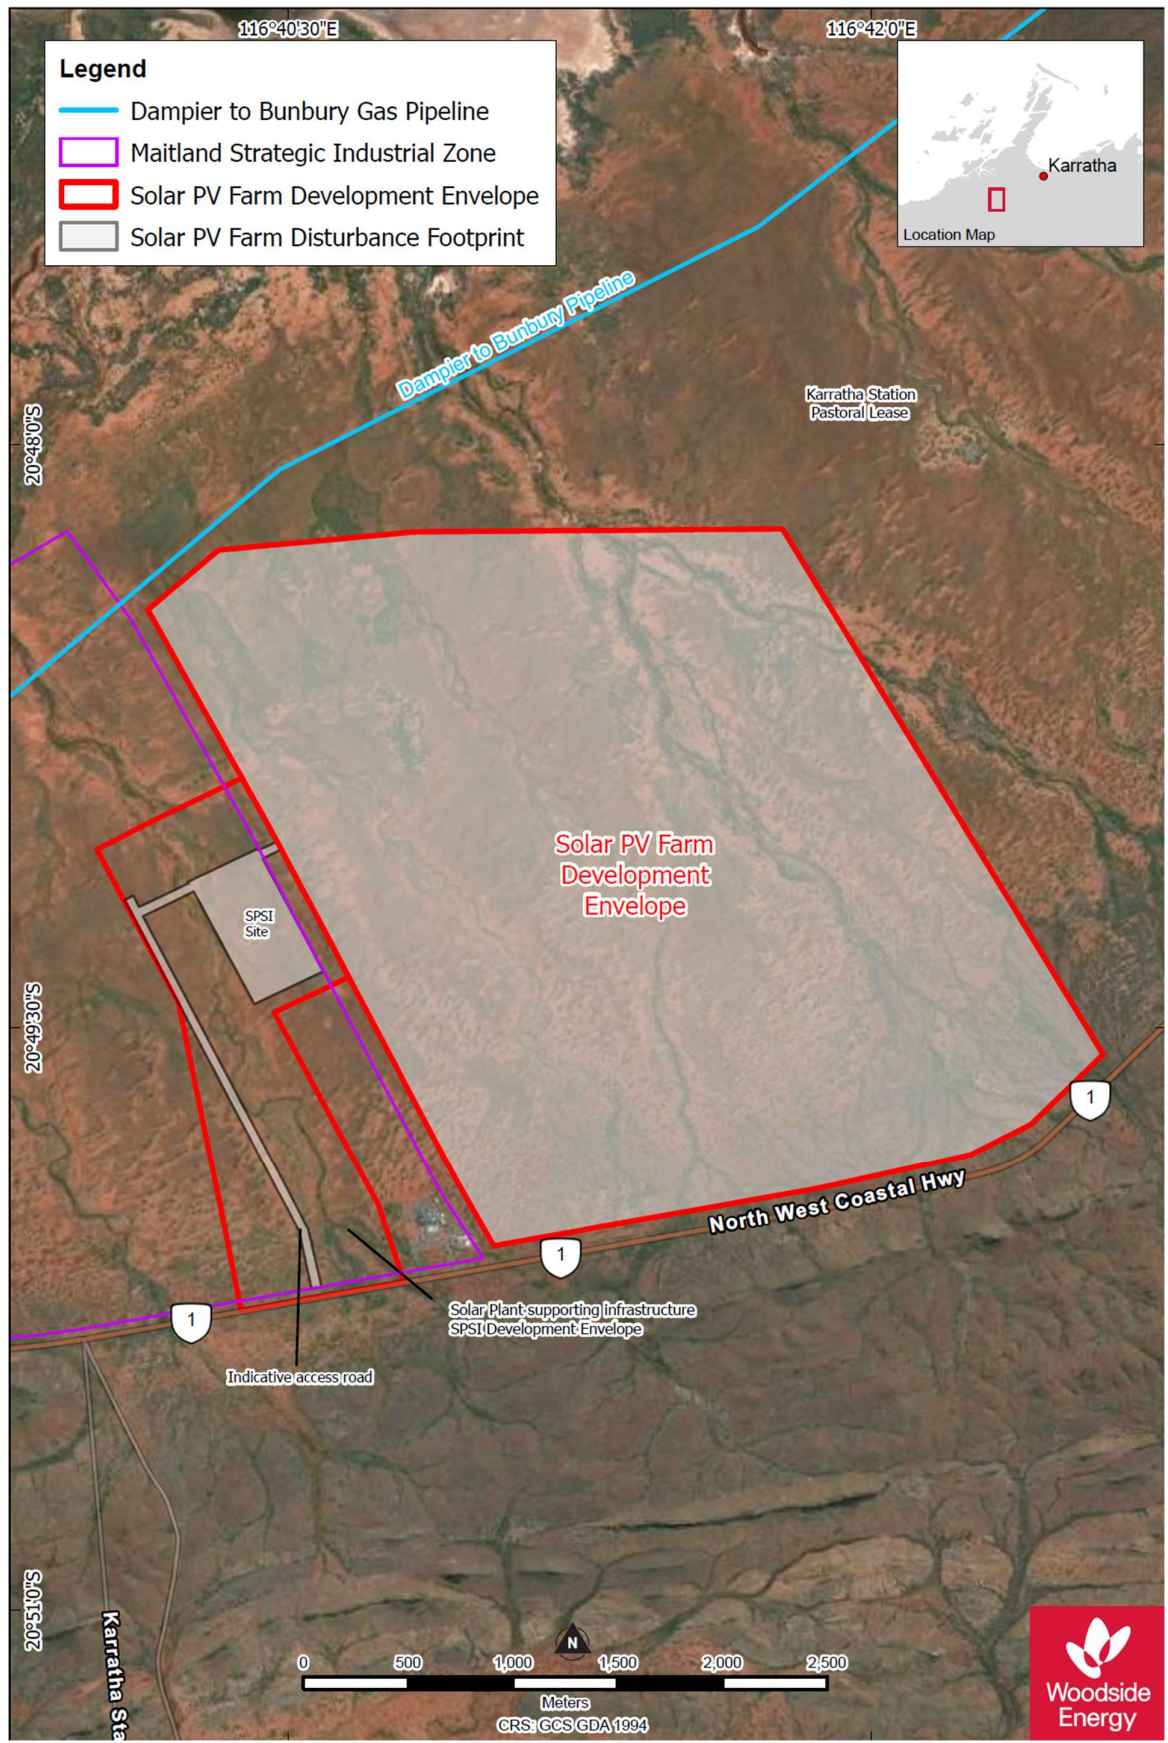 116°40'30"E
116°42'0"E
Legend
Dampier to Bunbury Gas Pipeline
Maitland Strategic Industrial Zone
Solar PV Farm Development Envelope
Solar PV Farm Disturbance Footprint
Karratha
Location Map
Dampier to Bunbury Pipeline
Karratha Station
Pastoral Lease
20°48'0"S
Solar PV Farm
Development
Envelope
SPSI
Site
20°49'30"S
1
North West Coastal Hwy
1
1
Solar Plant supporting infrastructure
SPSI Development Envelope
Indicative access road
20°51'0"S
Karratha Sta
N
0 500 1,000 1,500 2,000 2,500
Meters
CRS: GCS GDA 1994
Woodside
Energy